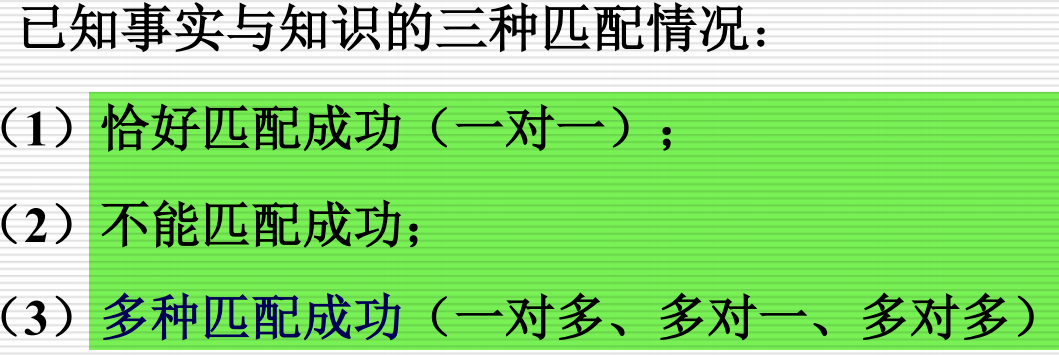 已知事实与知识的三种匹配情况：
（1）恰好匹配成功（一对一）；
（2）不能匹配成功；
（3）多种匹配成功（一对多、多对一、多对多）